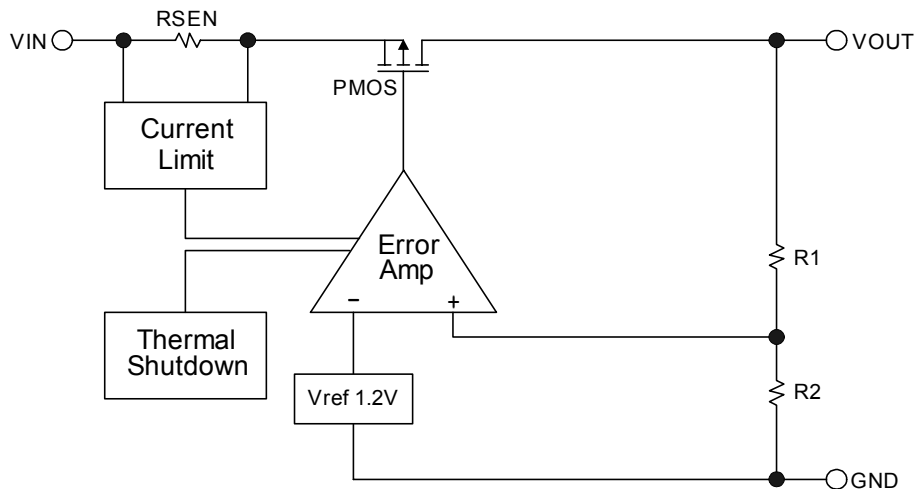 RSEN
VIN
VOUT
PMOS
Current
Limit
Error
Amp
R1
-
+
Thermal
Shutdown
Vref 1.2V
R2
GND